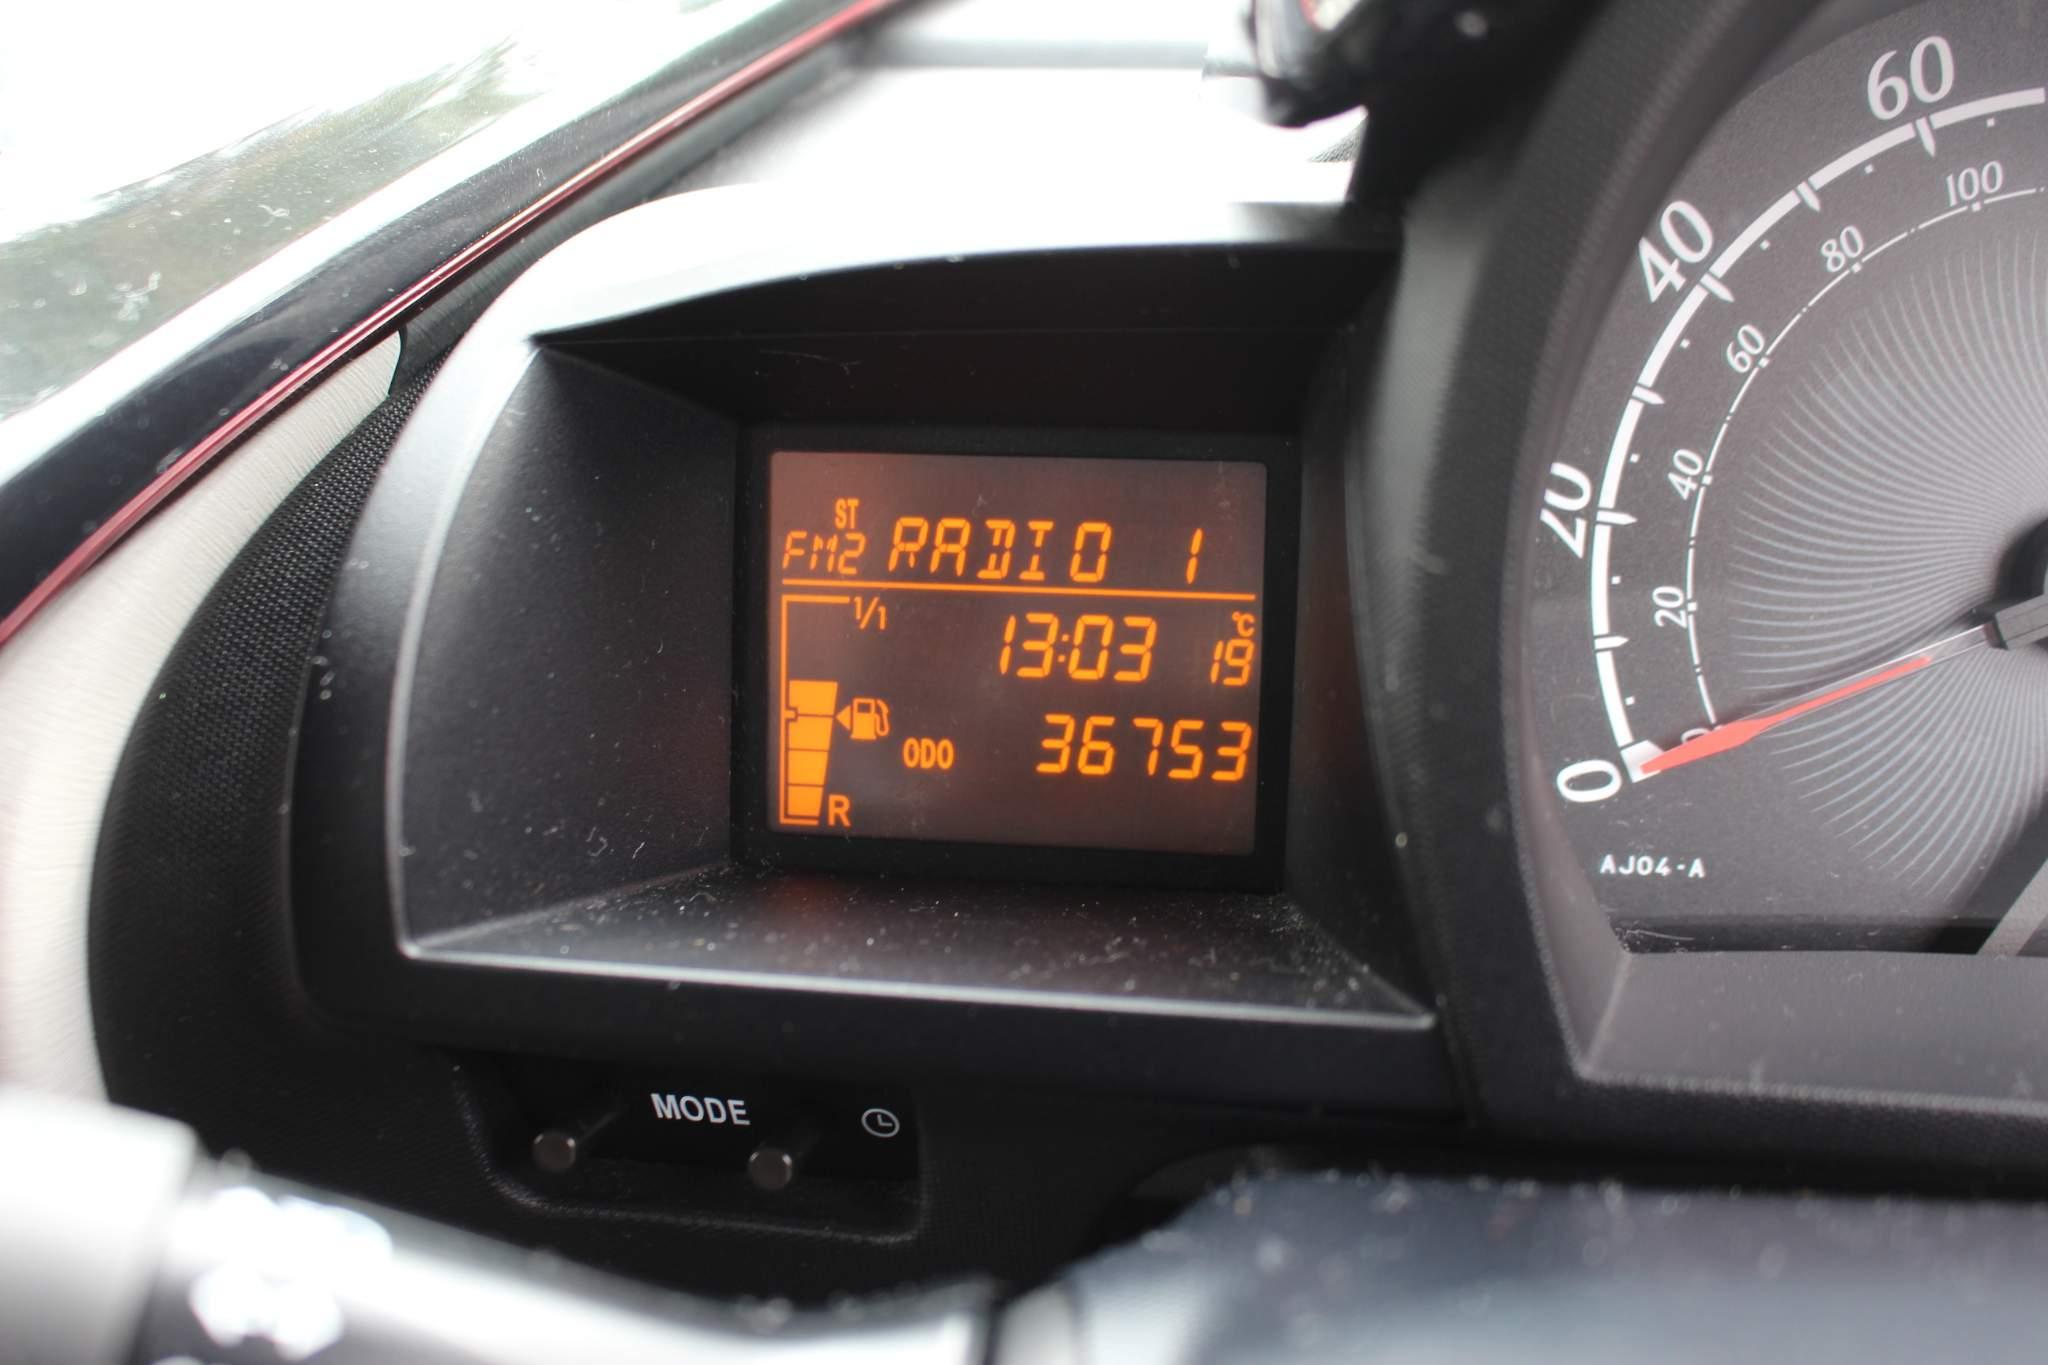 ST
FM2 RADIO 1
1/1
13:03 19 °C
ODO 36753
R
MODE
60
40
20
0
100
80
60
40
20
AJ04-A